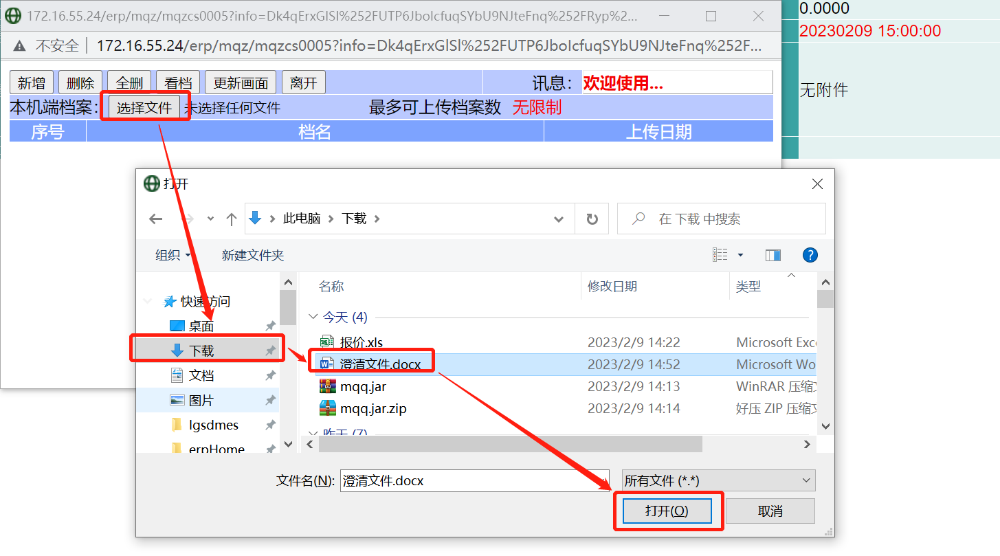 172.16.55.24/erp/mqz/mqzcs0005?info=Dk4qErxGlSl%252FUTP6JboIcfuqSYbU9NJteFnq%252FRyp%2...
0.0000
不安全 172.16.55.24/erp/mqz/mqzcs0005?info=Dk4qErxGlSl%252FUTP6JboIcfuqSYbU9NJteFnq%252F...
20230209 15:00:00
新增 删除 全删 看档 更新画面 离开 讯息： 欢迎使用...
无附件
本机端档案： 选择文件 未选择任何文件 最多可上传档案数 无限制
序号 档名 上传日期
打开
此电脑 下载 在 下载 中搜索
组织 新建文件夹
名称 修改日期 类型
快速访问
桌面
下载
文档
图片
lgsdmes
erpHome
今天 (4)
报价.xls 2023/2/9 14:22 Microsoft Exc
澄清文件.docx 2023/2/9 14:52 Microsoft Wo
mqq.jar 2023/2/9 14:13 WinRAR 压缩文
mqq.jar.zip 2023/2/9 14:14 好压 ZIP 压缩文
昨天 (7)
文件名(N): 澄清文件.docx 所有文件 (*.*)
打开(O) 取消